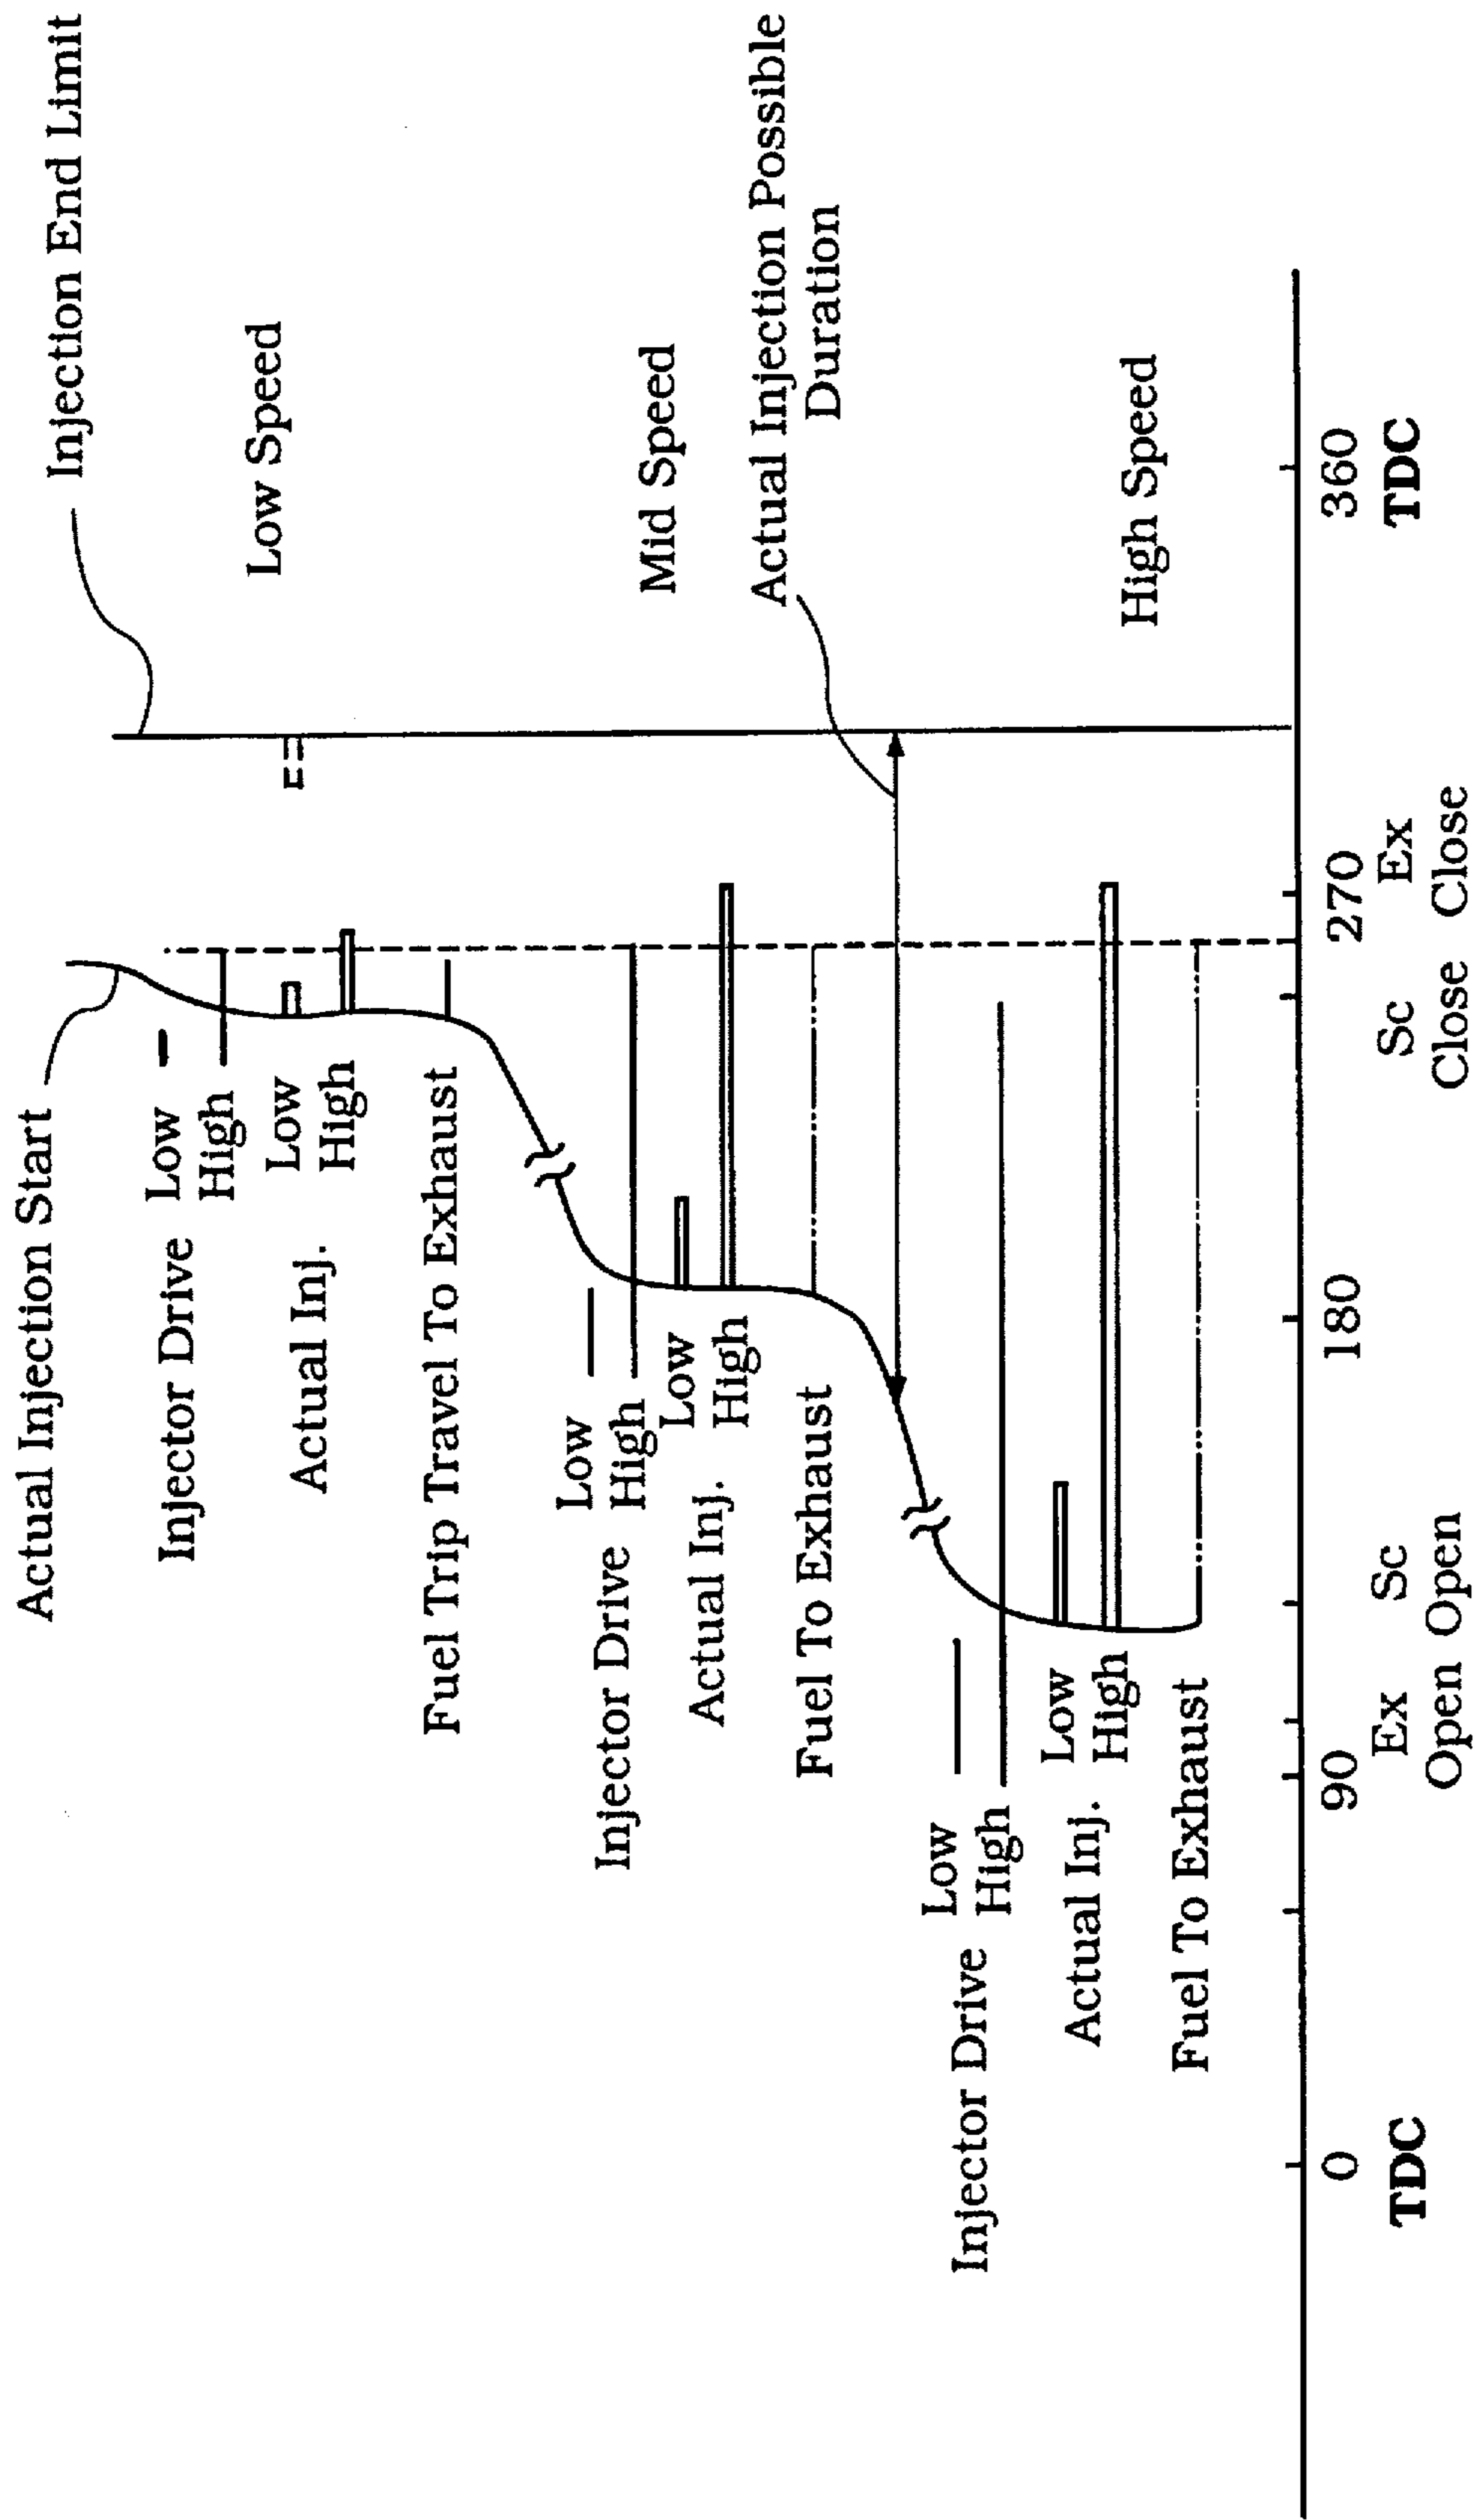 Actual Injection Start
Injection End Limit
Injector Drive
Low
High
Low Speed
Actual Inj.
Low
High
Fuel Trip Travel To Exhaust
Injector Drive
Low
High
Mid Speed
Actual Inj.
Low
High
Actual Injection Possible
Duration
Fuel To Exhaust
Injector Drive
Low
High
Actual Inj.
Low
High
High Speed
Fuel To Exhaust
0
90
180
270
360
TDC
Ex
Open
Sc
Open
Sc
Close
Ex
Close
TDC